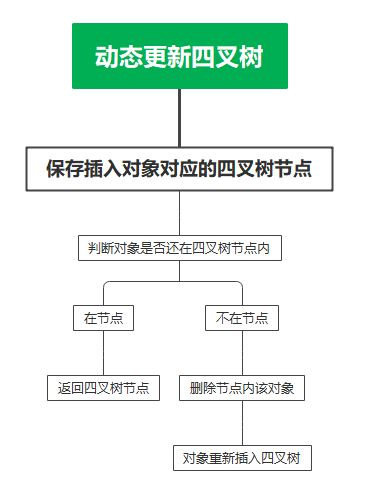 动态更新四叉树
保存插入对象对应的四叉树节点
判断对象是否还在四叉树节点内
在节点
不在节点
返回四叉树节点
删除节点内该对象
对象重新插入四叉树